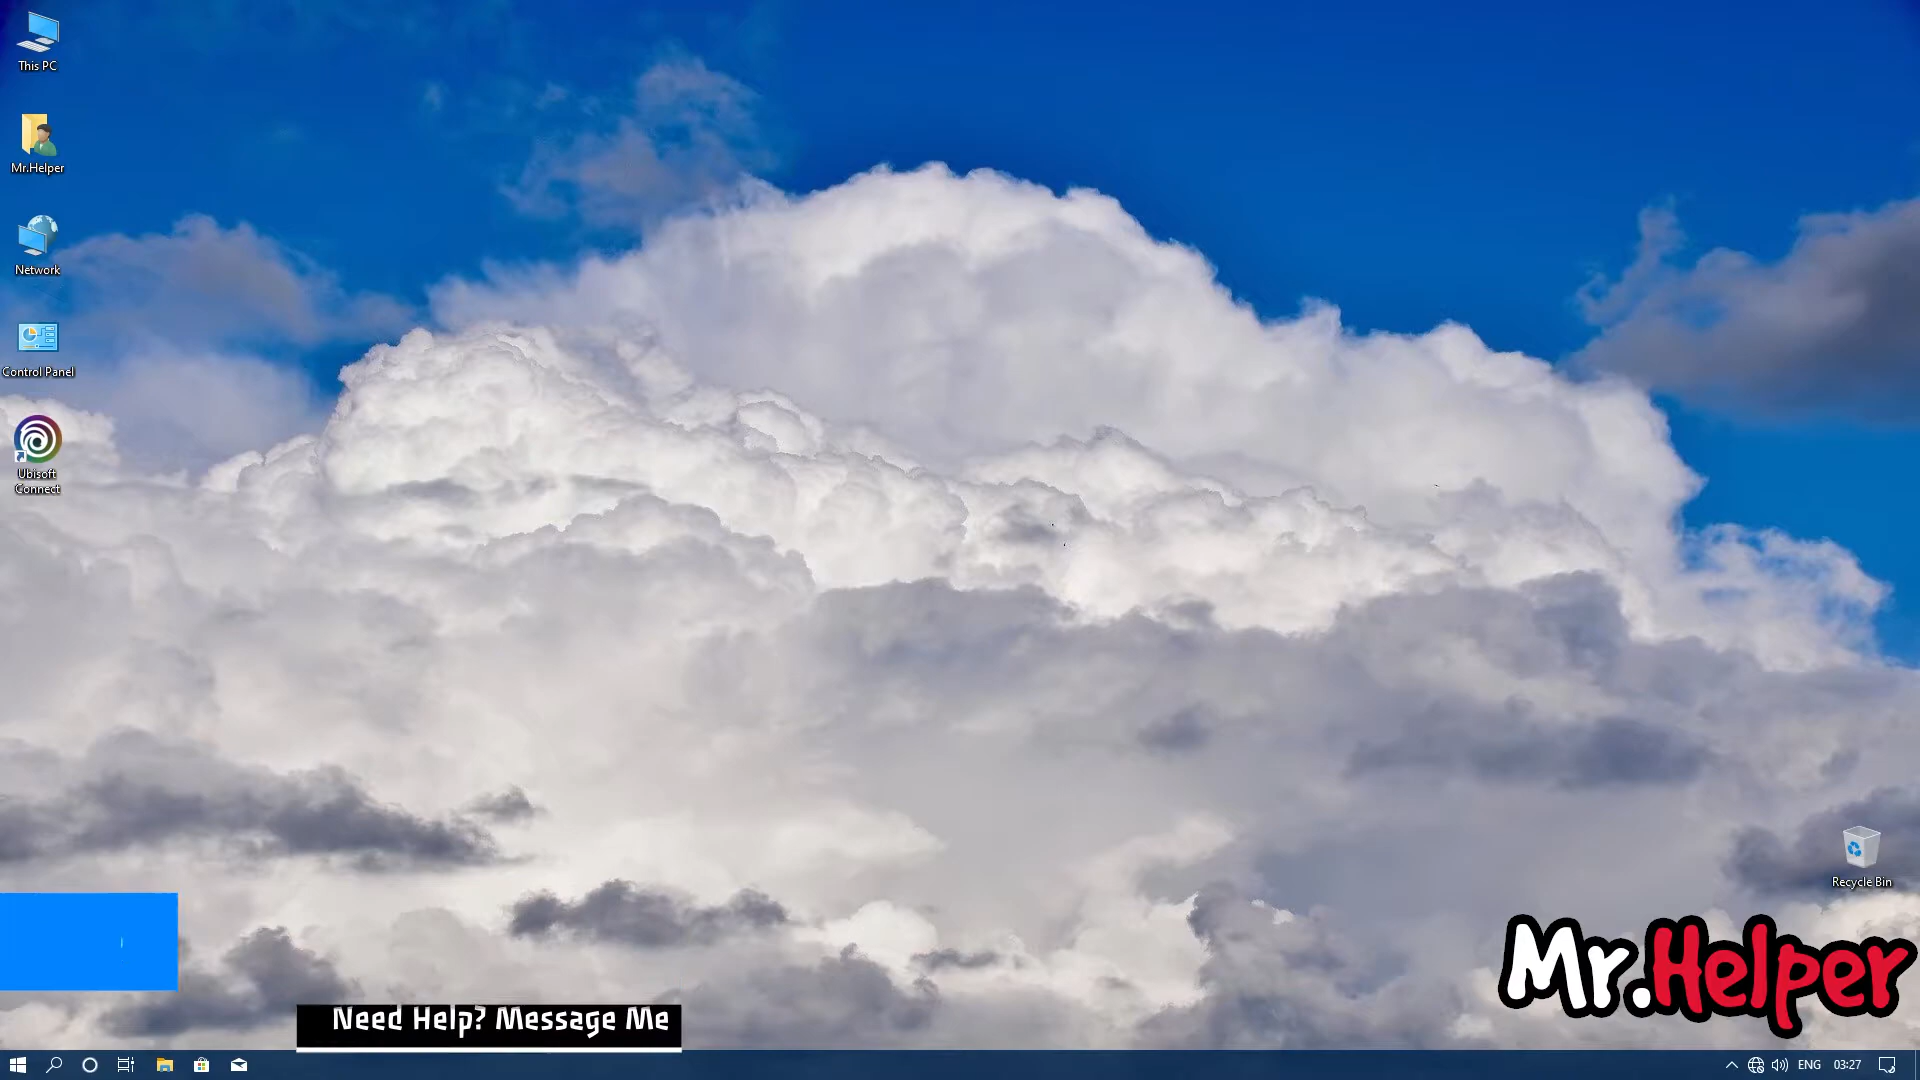 This PC
Mr.Helper
Network
Control Panel
Ubisoft
Connect
Recycle Bin
Mr.Helper
Need Help? Message Me
ENG
03:27